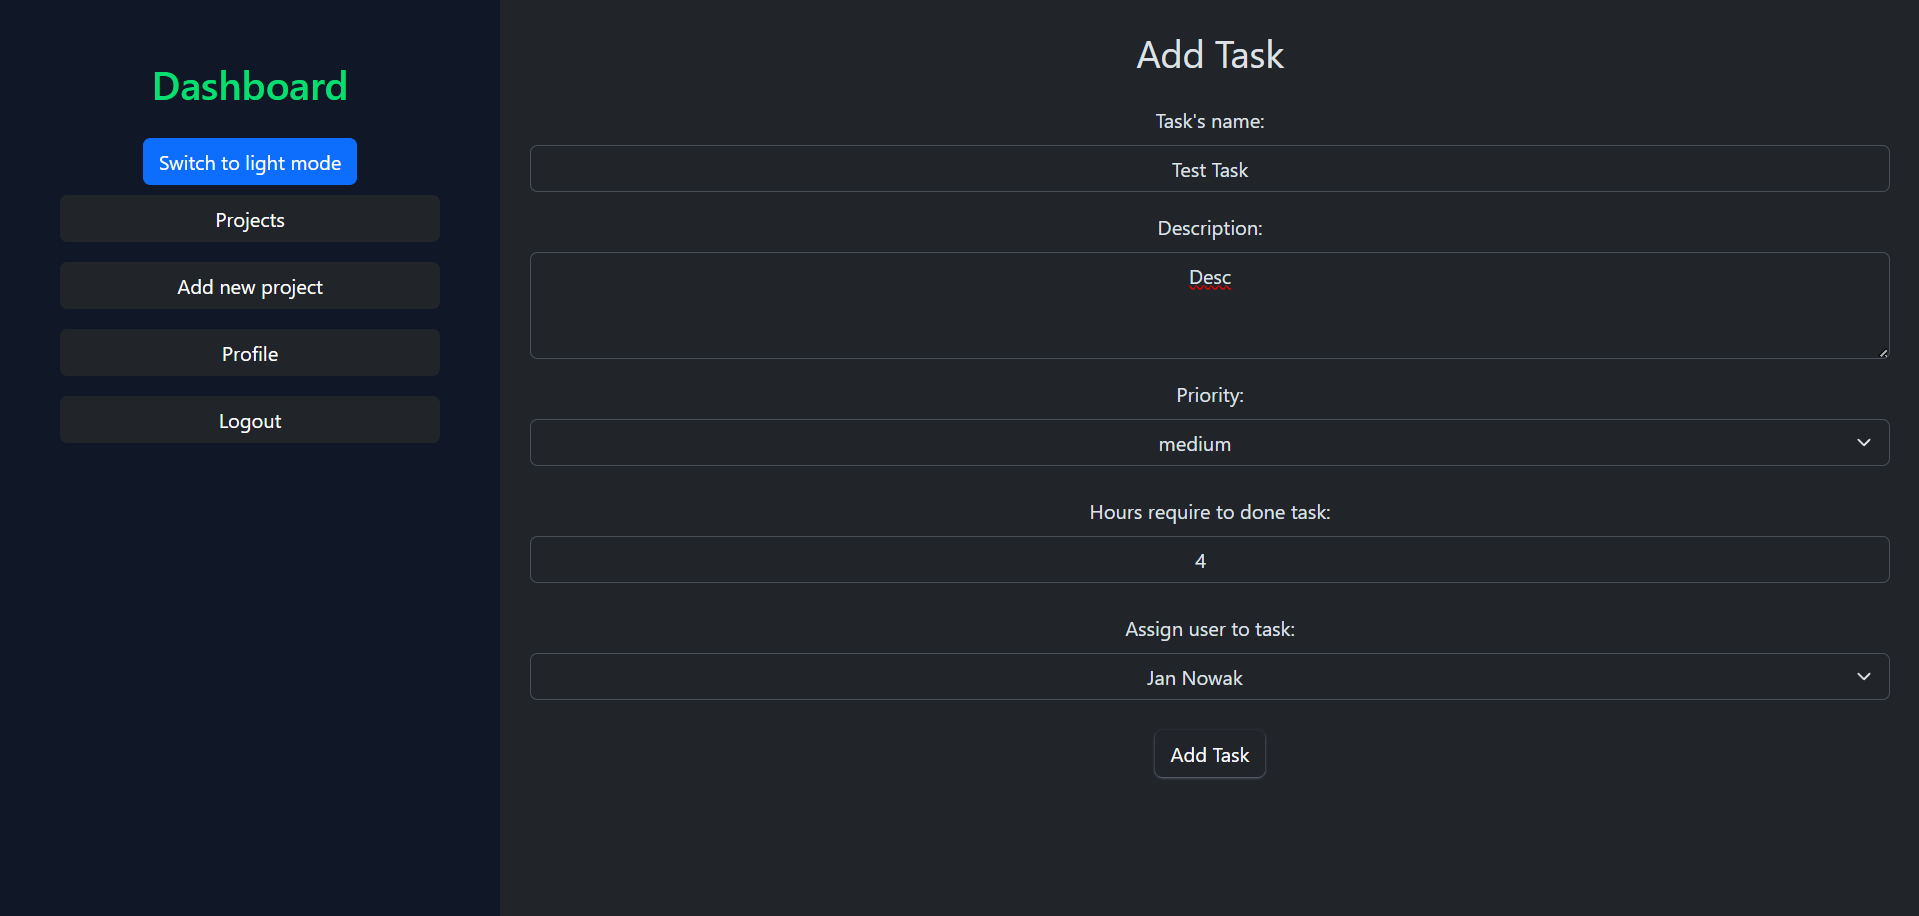 Dashboard
Switch to light mode
Projects
Add new project
Profile
Logout
Add Task
Task's name:
Test Task
Description:
Desc
Priority:
medium
Hours require to done task:
4
Assign user to task:
Jan Nowak
Add Task